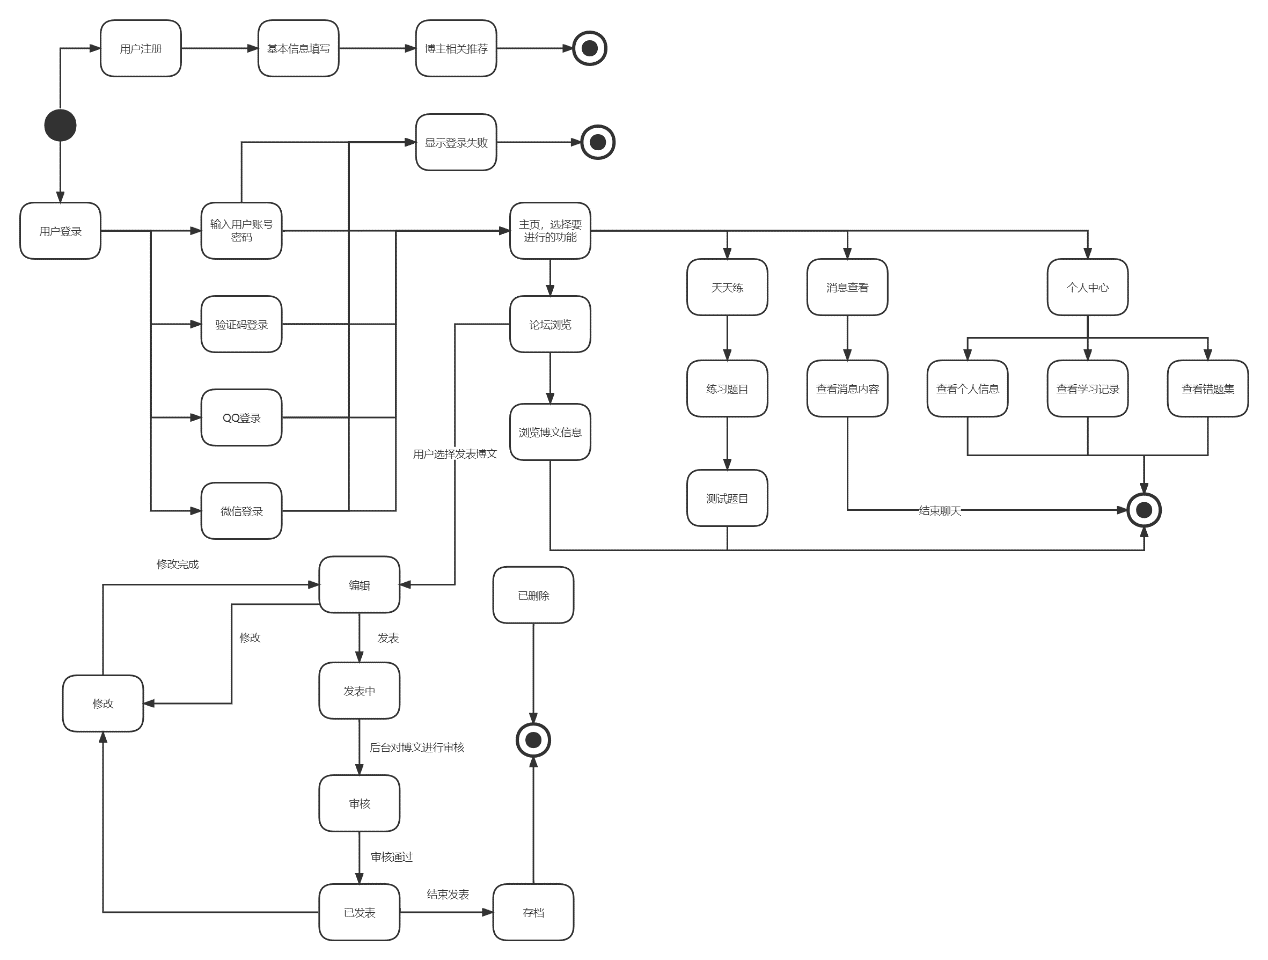 用户注册
基本信息填写
博主相关推荐
显示登录失败
用户登录
输入用户账号
密码
主页，选择要
进行的功能
验证码登录
QQ登录
微信登录
论坛浏览
浏览博文信息
天天练
消息查看
个人中心
练习题目
查看消息内容
查看个人信息
查看学习记录
查看错题集
用户选择发表博文
测试题目
结束聊天
修改完成
编辑
已删除
修改
发表
修改
发表中
后台对博文进行审核
审核
审核通过
结束发表
已发表
存档